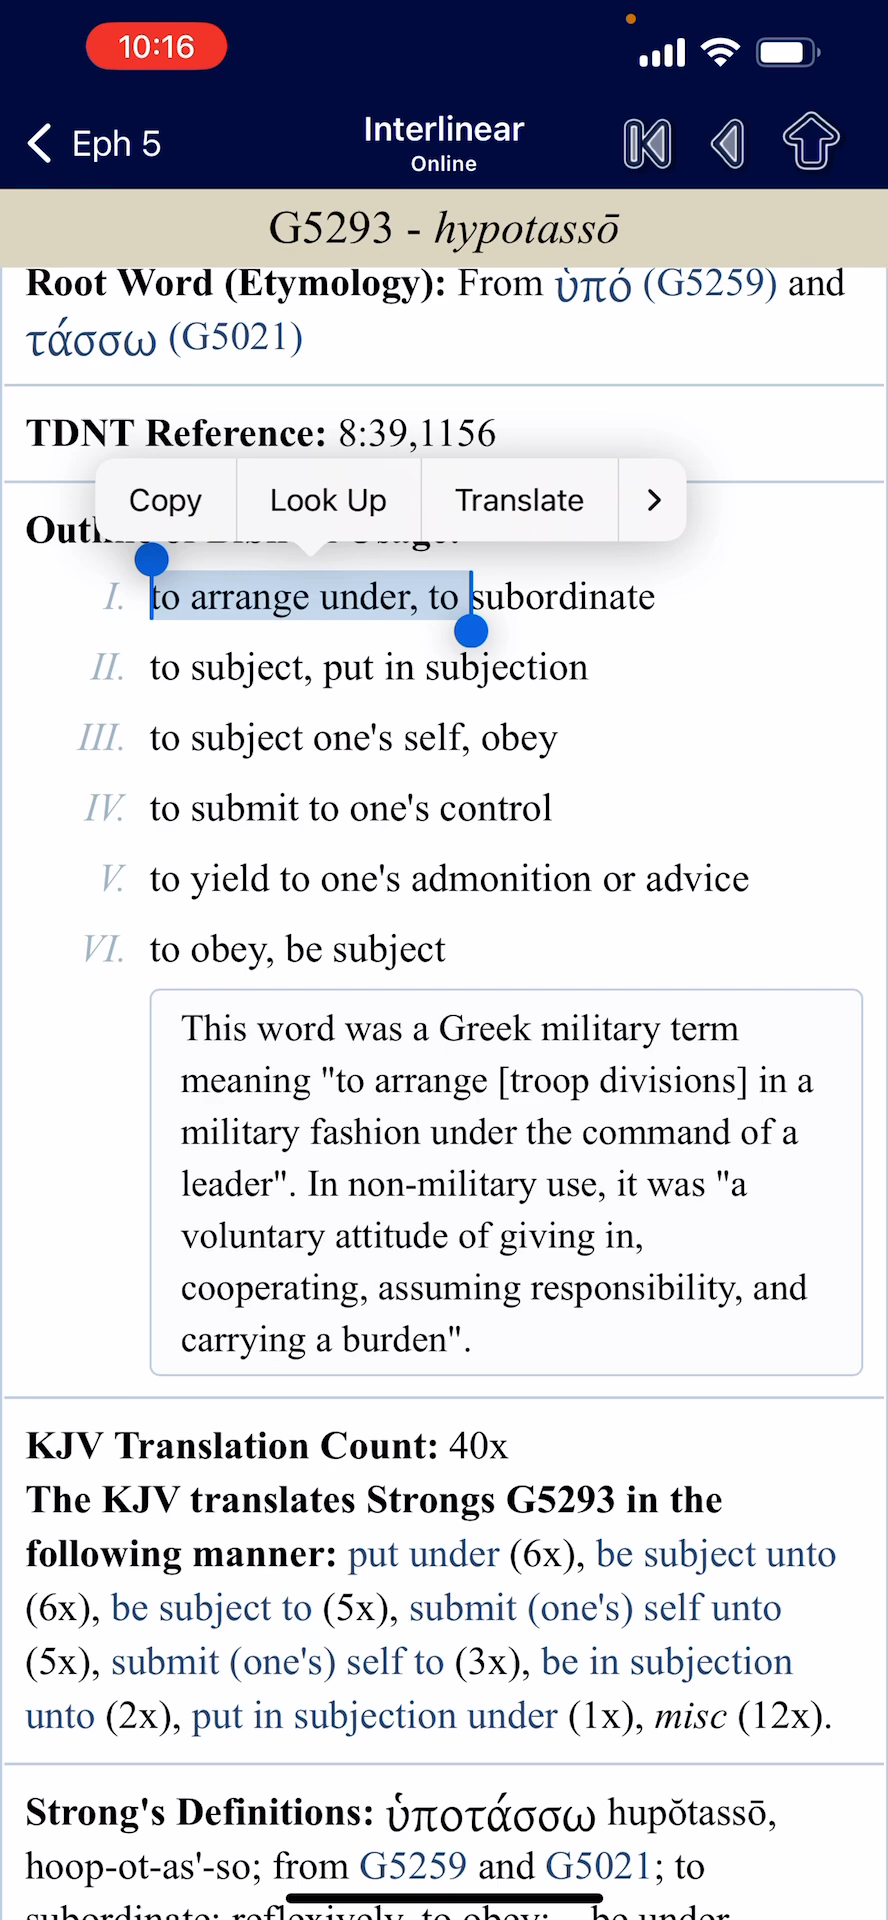 10:16
Eph 5
Interlinear
Online
G5293 - hypotassō
Root Word (Etymology): From ὑπό (G5259) and
τάσσω (G5021)
TDNT Reference: 8:39,1156
Copy Look Up Translate
I. to arrange under, to subordinate
II. to subject, put in subjection
III. to subject one's self, obey
IV. to submit to one's control
V. to yield to one's admonition or advice
VI. to obey, be subject
This word was a Greek military term
meaning "to arrange [troop divisions] in a
military fashion under the command of a
leader". In non-military use, it was "a
voluntary attitude of giving in,
cooperating, assuming responsibility, and
carrying a burden".
KJV Translation Count: 40x
The KJV translates Strongs G5293 in the
following manner: put under (6x), be subject unto
(6x), be subject to (5x), submit (one's) self unto
(5x), submit (one's) self to (3x), be in subjection
unto (2x), put in subjection under (1x), misc (12x).
Strong's Definitions: ὑποτάσσω hupŏtassō,
hoop-ot-as'-so; from G5259 and G5021; to
subordinate; reflexively, to obey:— be under